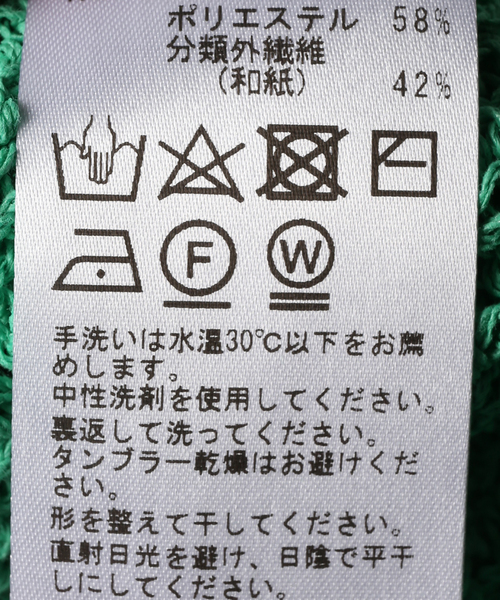 ポリエステル 58%
分類外繊維
(和紙) 42%
F
W
手洗いは水温30℃以下をお薦
めします。
中性洗剤を使用してください。
裏返して洗ってください。
タンブラー乾燥はお避けくだ
さい。
形を整えて干してください。
直射日光を避け、日陰で平干
しにしてください。